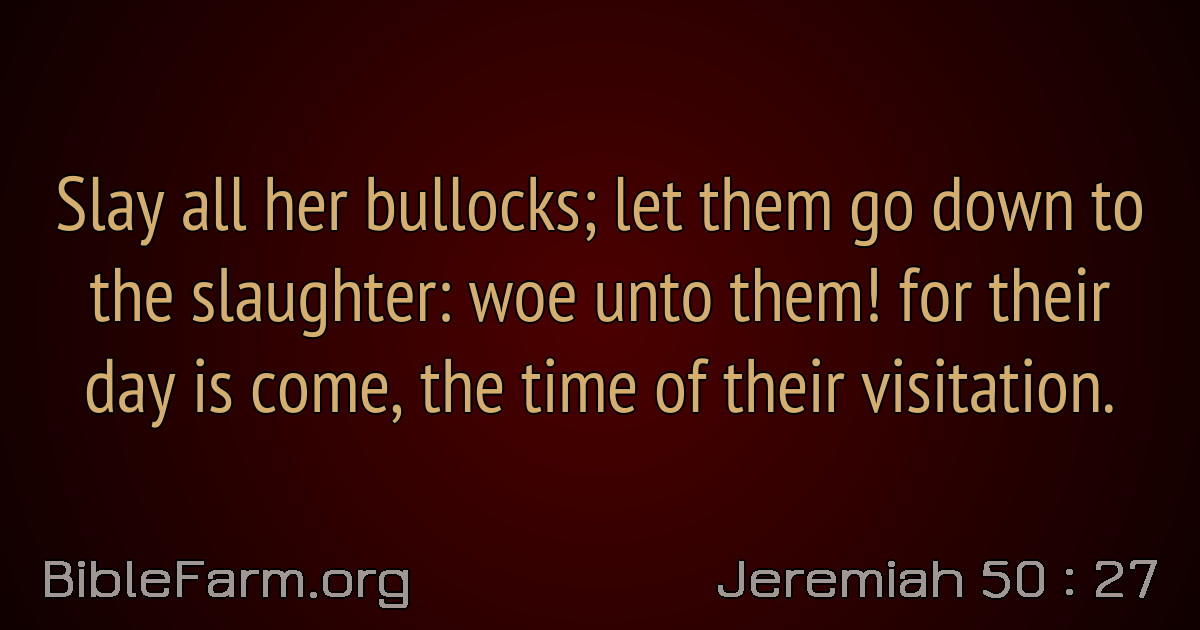 Slay all her bullocks; let them go down to
the slaughter: woe unto them! for their
day is come, the time of their visitation.
BibleFarm.org
Jeremiah 50 : 27